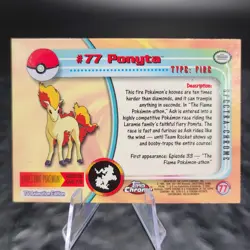 #77 Ponyta
TYPE: FIRE
Description:
This fire Pokémon's hooves are ten times
harder than diamonds, and it can trample
anything in seconds. In "The Flame
Pokémon-athon," Ash is entered into a
highly competitive Pokémon race riding the
Laramie family's faithful fiery Ponyta. The
race is fast and furious as Ash rides like
the wind -- until Team Rocket shows up
and booby-traps the entire course!
First appearance: Episode 33 -- "The
Flame Pokémon-athon."
SPECTRA-CHROME
TV Animation Edition
Topps
Chrome
77